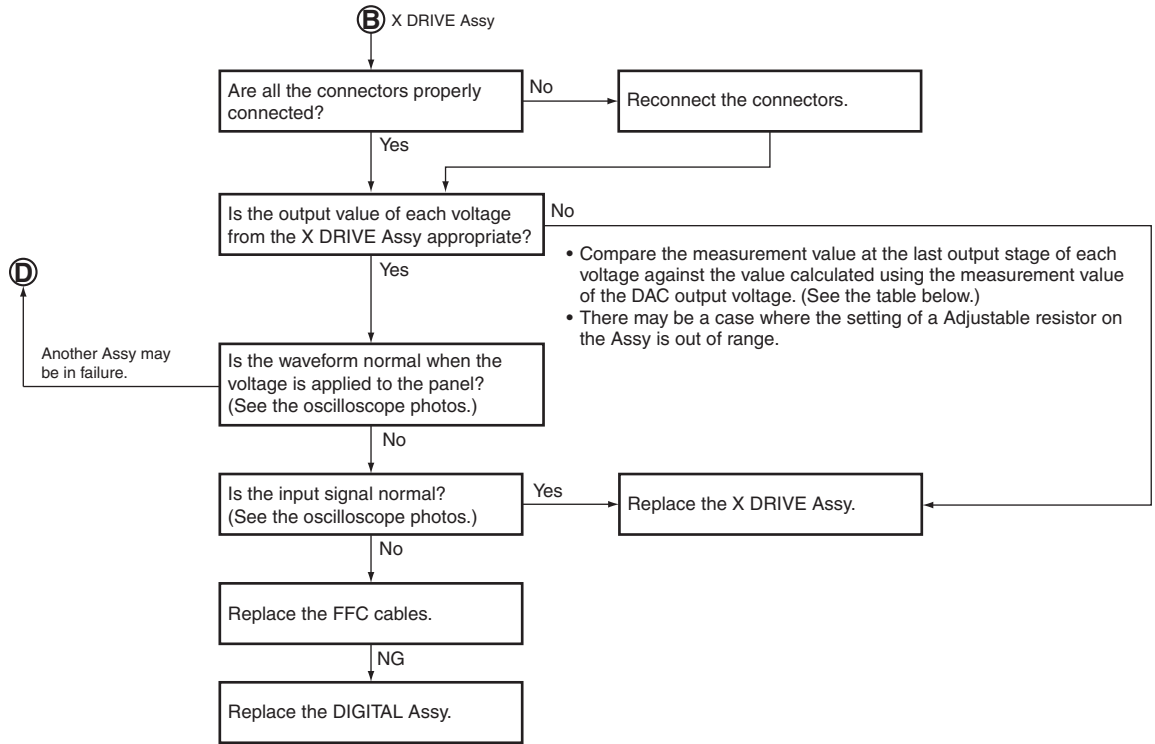 B X DRIVE Assy
Are all the connectors properly
connected?
No
Reconnect the connectors.
Yes
Is the output value of each voltage
from the X DRIVE Assy appropriate?
No
• Compare the measurement value at the last output stage of each
voltage against the value calculated using the measurement value
of the DAC output voltage. (See the table below.)
• There may be a case where the setting of a Adjustable resistor on
the Assy is out of range.
Yes
D
Another Assy may
be in failure.
Is the waveform normal when the
voltage is applied to the panel?
(See the oscilloscope photos.)
No
Is the input signal normal?
(See the oscilloscope photos.)
Yes
Replace the X DRIVE Assy.
No
Replace the FFC cables.
NG
Replace the DIGITAL Assy.